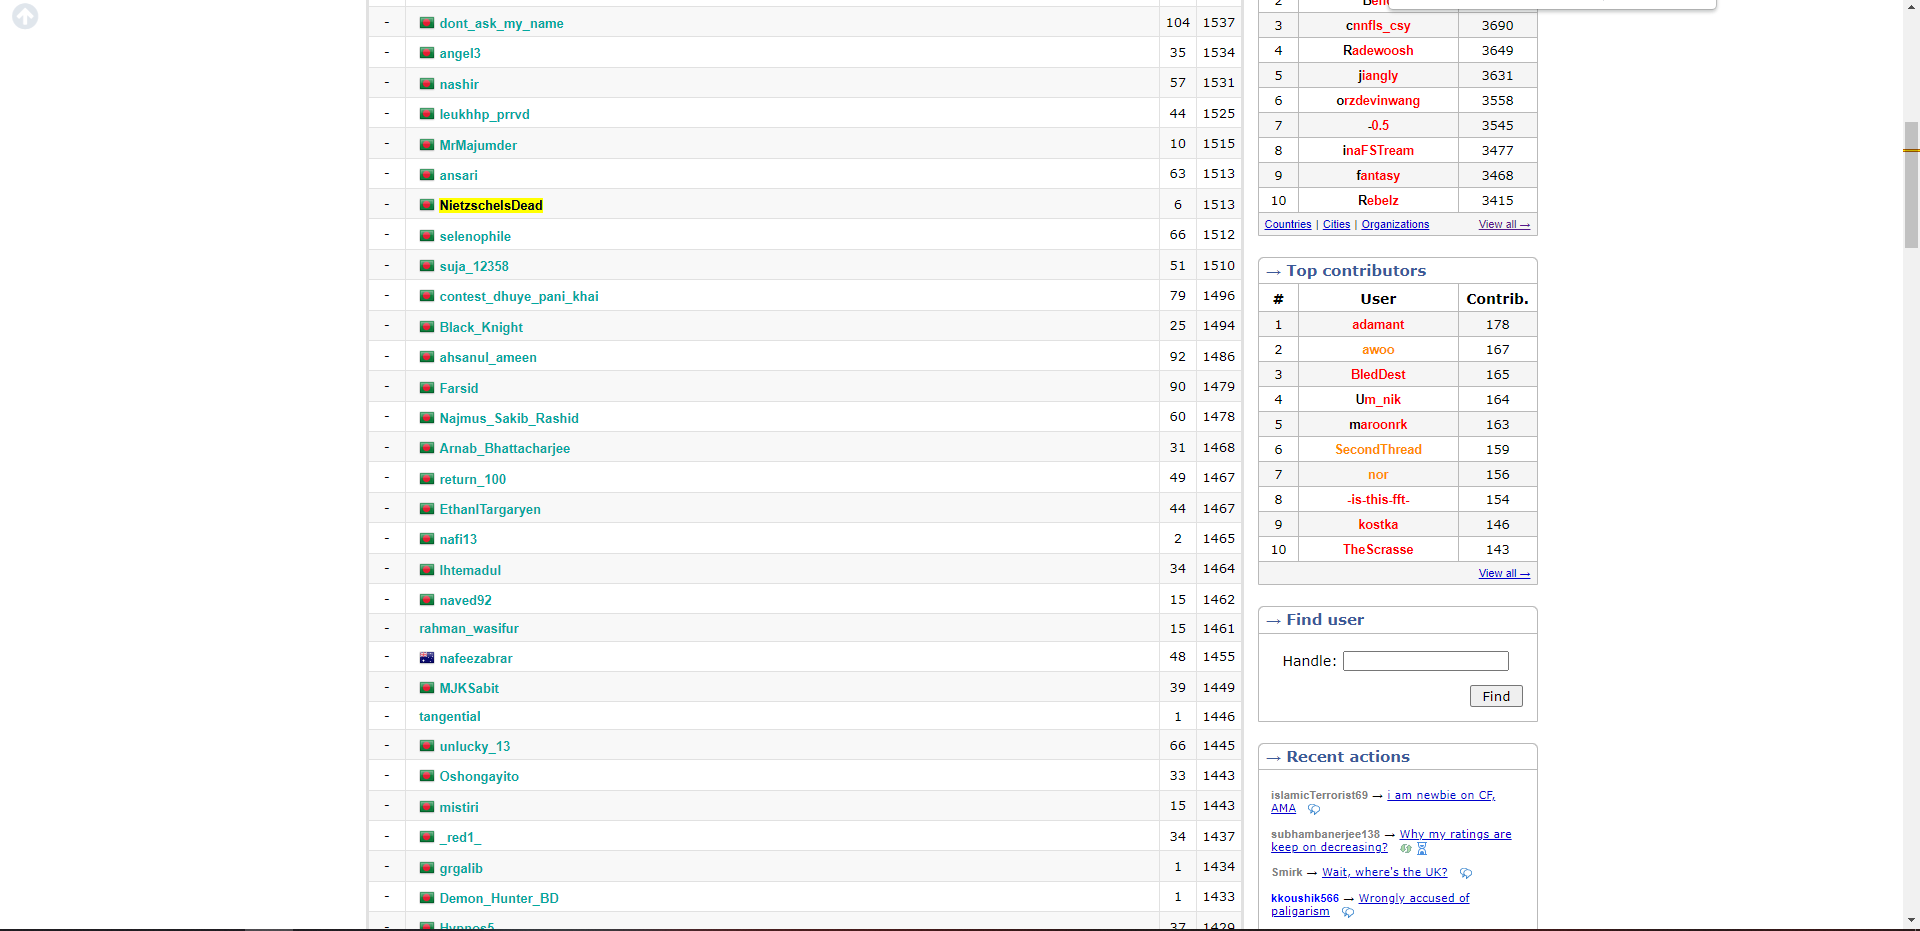 - dont_ask_my_name 104 1537
- angel3 35 1534
- nashir 57 1531
- leukhhp_prrvd 44 1525
- MrMajumder 10 1515
- ansari 63 1513
- NietzscheIsDead 6 1513
- selenophile 66 1512
- suja_12358 51 1510
- contest_dhuye_pani_khai 79 1496
- Black_Knight 25 1494
- ahsanul_ameen 92 1486
- Farsid 90 1479
- Najmus_Sakib_Rashid 60 1478
- Arnab_Bhattacharjee 31 1468
- return_100 49 1467
- EthanlTargaryen 44 1467
- nafi13 2 1465
- Ihtemadul 34 1464
- naved92 15 1462
- rahman_wasifur 15 1461
- nafeezabrar 48 1455
- MJKSabit 39 1449
- tangential 1 1446
- unlucky_13 66 1445
- Oshongayito 33 1443
- mistiri 15 1443
- _red1_ 34 1437
- grgalib 1 1434
- Demon_Hunter_BD 1 1433
Hypnos5 37 1429
2
3 cnnfls_csy 3690
4 Radewoosh 3649
5 jiangly 3631
6 orzdevinwang 3558
7 -0.5 3545
8 inaFSTream 3477
9 fantasy 3468
10 Rebelz 3415
Countries | Cities | Organizations View all →
→ Top contributors
# User Contrib.
1 adamant 178
2 awoo 167
3 BledDest 165
4 Um_nik 164
5 maroonrk 163
6 SecondThread 159
7 nor 156
8 -is-this-fft- 154
9 kostka 146
10 TheScrasse 143
View all →
→ Find user
Handle:
Find
→ Recent actions
islamicTerrorist69 → i am newbie on CF,
AMA
subhambanerjee138 → Why my ratings are
keep on decreasing?
Smirk → Wait, where's the UK?
kkoushik566 → Wrongly accused of
paligarism